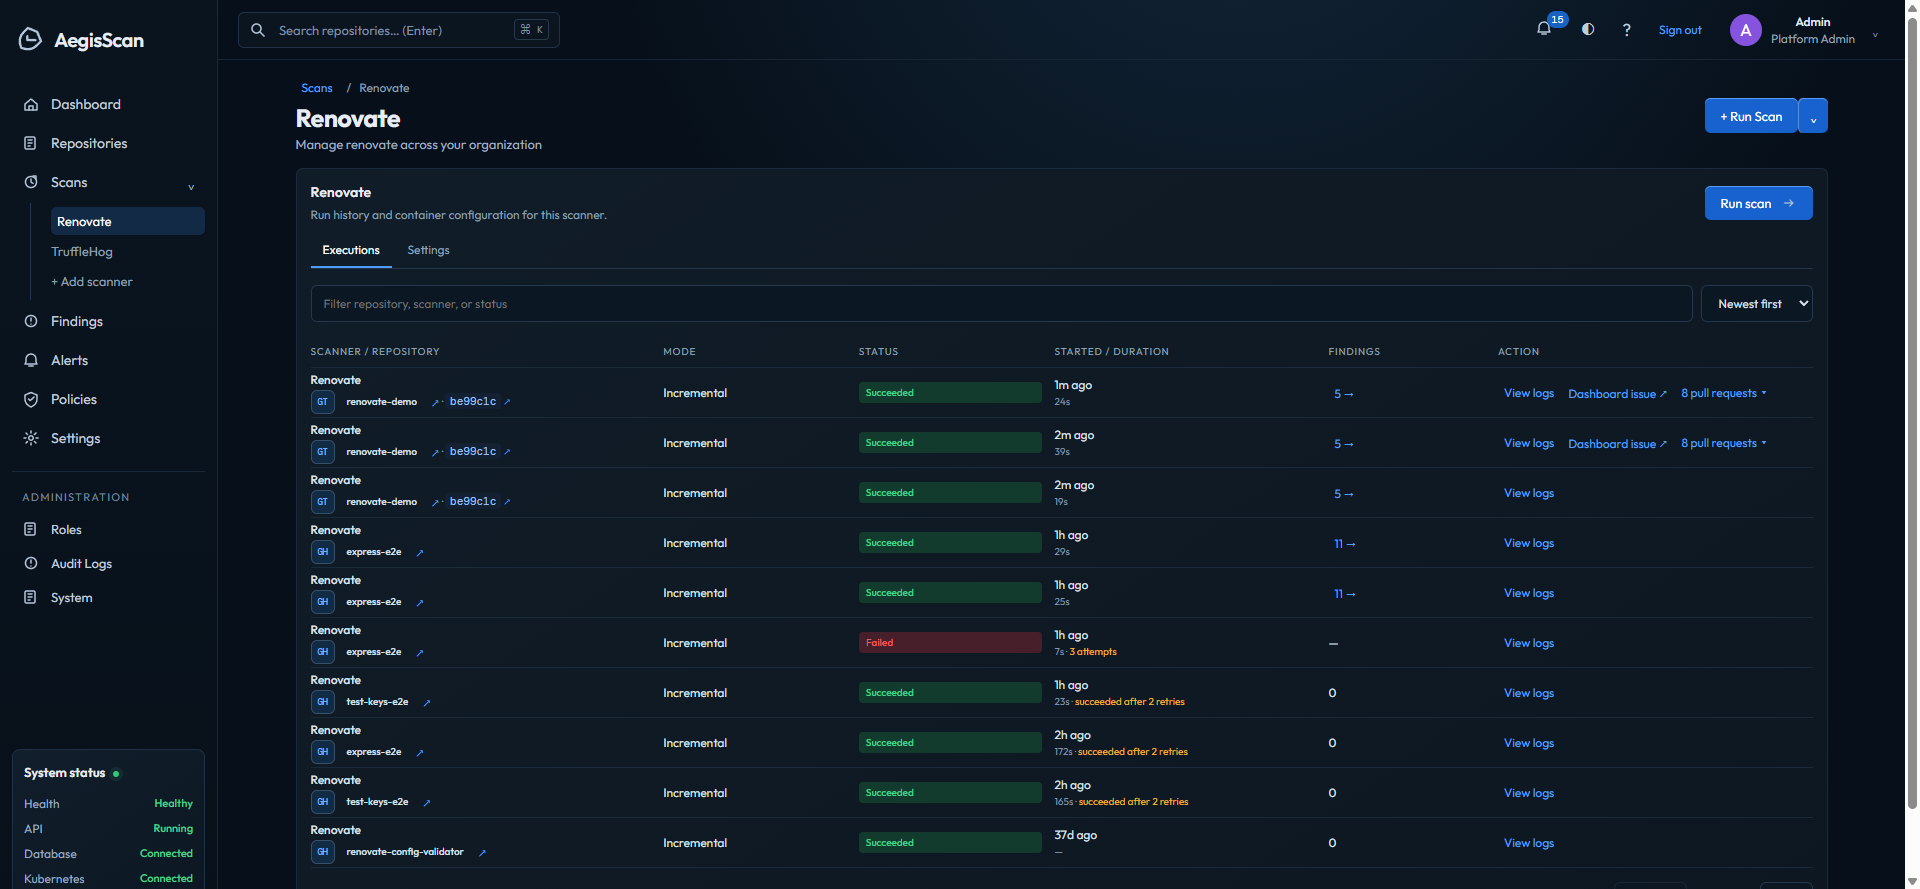 AegisScan
Search repositories... (Enter)
⌘ K
15
?
Sign out
A
Admin
Platform Admin
Dashboard
Repositories
Scans
Renovate
TruffleHog
+ Add scanner
Findings
Alerts
Policies
Settings
ADMINISTRATION
Roles
Audit Logs
System
System status
Health Healthy
API Running
Database Connected
Kubernetes Connected
Scans / Renovate
Renovate
Manage renovate across your organization
+ Run Scan
Renovate
Run history and container configuration for this scanner.
Run scan →
Executions Settings
Filter repository, scanner, or status
Newest first
SCANNER / REPOSITORY MODE STATUS STARTED / DURATION FINDINGS ACTION
Renovate
GT renovate-demo ↗ · be99c1c ↗
Incremental
Succeeded
1m ago
24s
5 →
View logs Dashboard issue ↗ 8 pull requests ▾
Renovate
GT renovate-demo ↗ · be99c1c ↗
Incremental
Succeeded
2m ago
39s
5 →
View logs Dashboard issue ↗ 8 pull requests ▾
Renovate
GT renovate-demo ↗ · be99c1c ↗
Incremental
Succeeded
2m ago
19s
5 →
View logs
Renovate
GH express-e2e ↗
Incremental
Succeeded
1h ago
29s
11 →
View logs
Renovate
GH express-e2e ↗
Incremental
Succeeded
1h ago
25s
11 →
View logs
Renovate
GH express-e2e ↗
Incremental
Failed
1h ago
7s · 3 attempts
—
View logs
Renovate
GH test-keys-e2e ↗
Incremental
Succeeded
1h ago
23s · succeeded after 2 retries
0
View logs
Renovate
GH express-e2e ↗
Incremental
Succeeded
2h ago
172s · succeeded after 2 retries
0
View logs
Renovate
GH test-keys-e2e ↗
Incremental
Succeeded
2h ago
165s · succeeded after 2 retries
0
View logs
Renovate
GH renovate-config-validator ↗
Incremental
Succeeded
37d ago
—
0
View logs